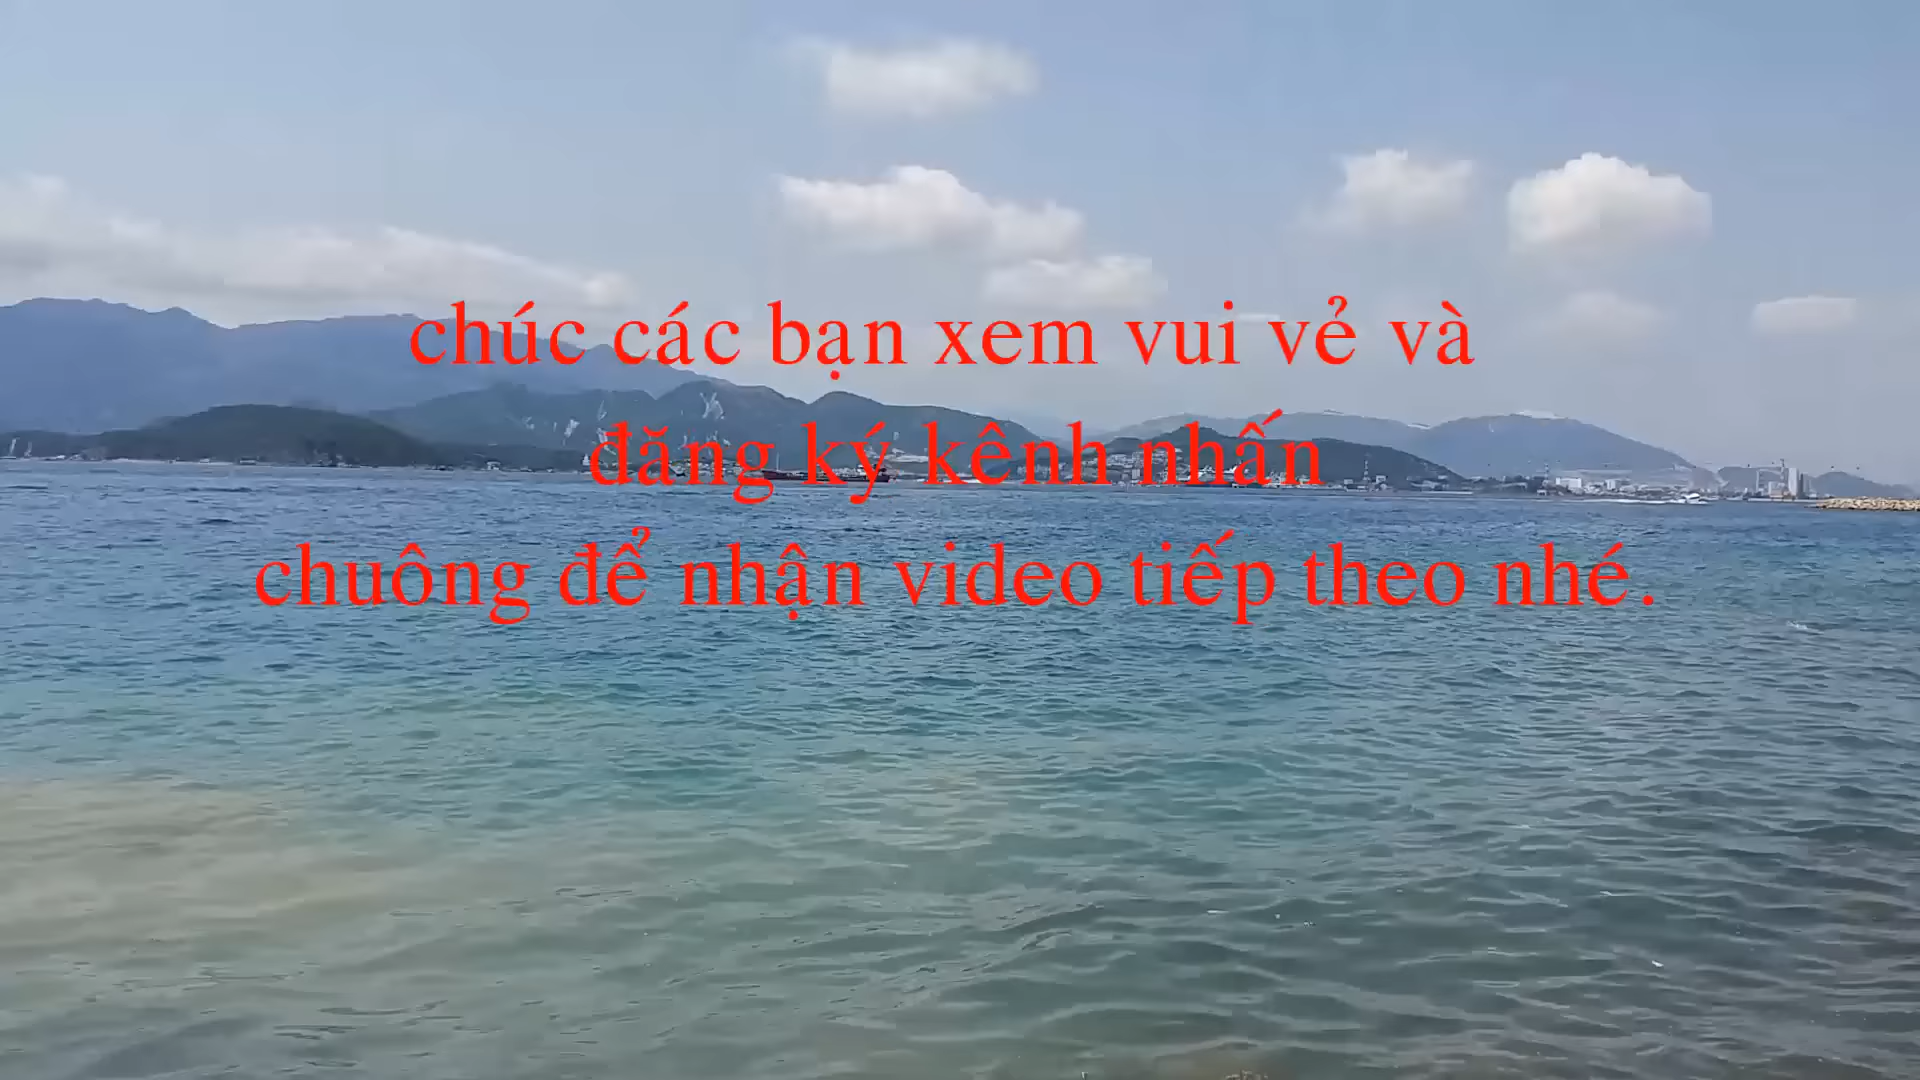 chúc các bạn xem vui vẻ và
đăng ký kênh nhấn
chuông để nhận video tiếp theo nhé.